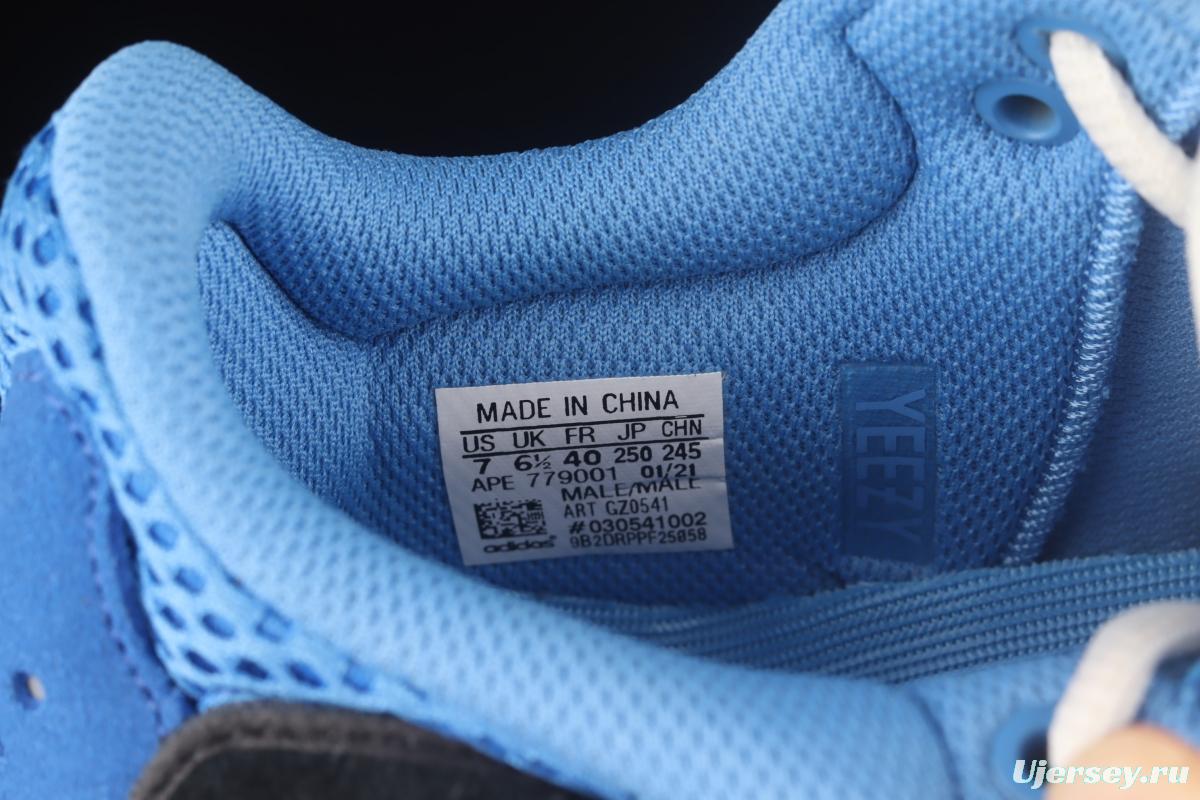 MADE IN CHINA
US UK FR JP CHN
7 6½ 40 250 245
APE 779001 01/21
MALE/MALE
ART GZ0541
#030541002
adidas 9B2DRPPF25058
YEEZY
Ujersey.ru